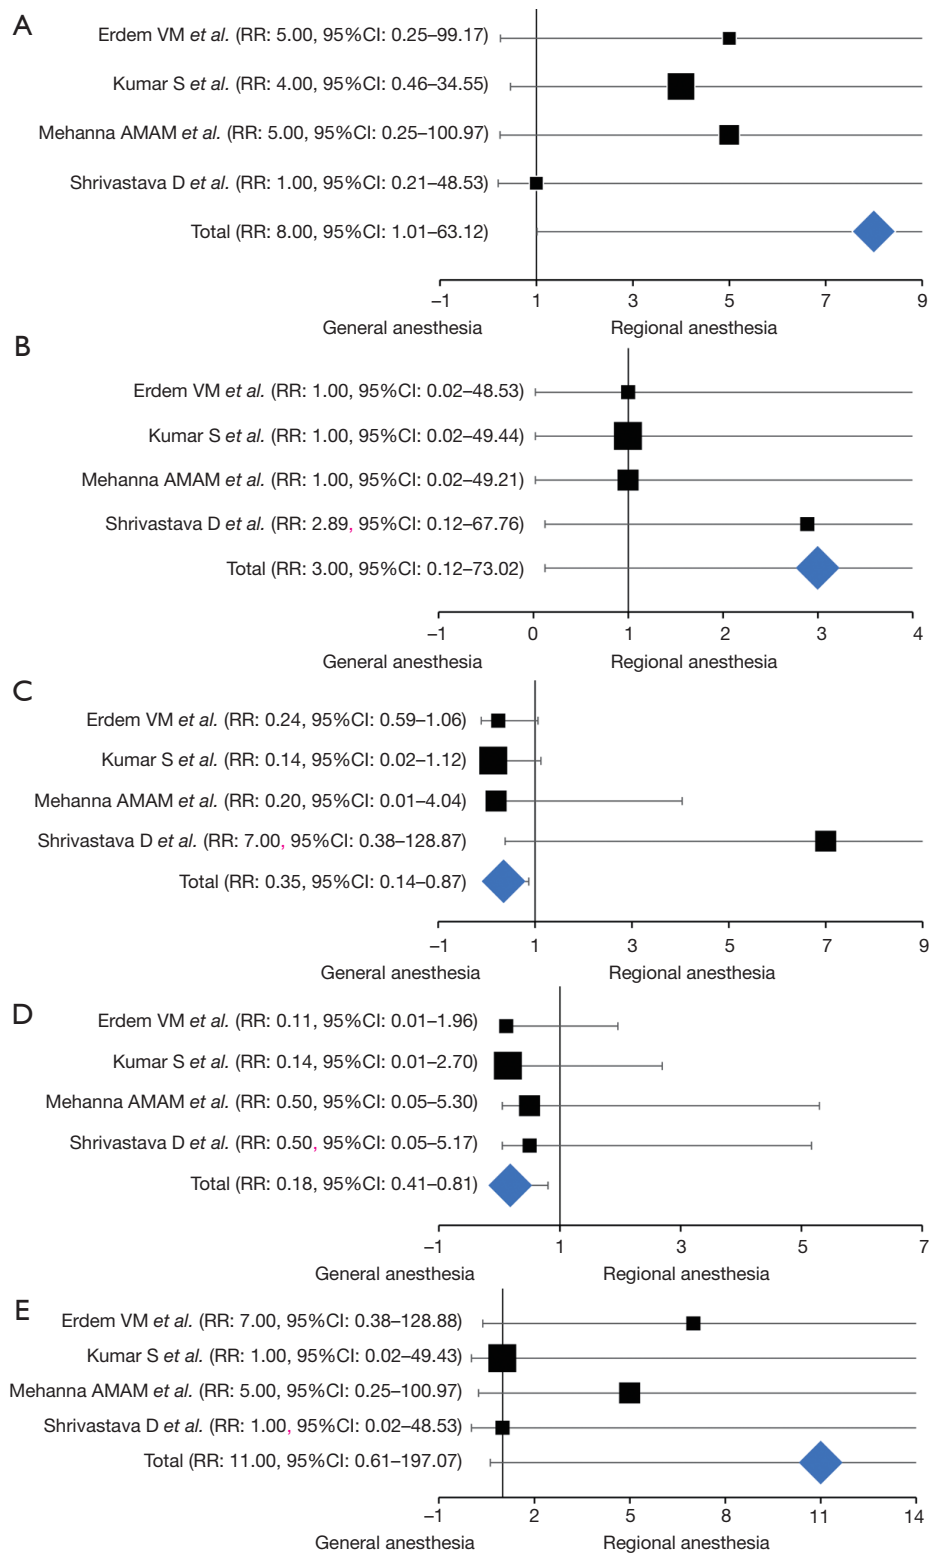 A
Erdem VM et al. (RR: 5.00, 95%CI: 0.25–99.17)
Kumar S et al. (RR: 4.00, 95%CI: 0.46–34.55)
Mehanna AMAM et al. (RR: 5.00, 95%CI: 0.25–100.97)
Shrivastava D et al. (RR: 1.00, 95%CI: 0.21–48.53)
Total (RR: 8.00, 95%CI: 1.01–63.12)
–1 1 3 5 7 9
General anesthesia Regional anesthesia
B
Erdem VM et al. (RR: 1.00, 95%CI: 0.02–48.53)
Kumar S et al. (RR: 1.00, 95%CI: 0.02–49.44)
Mehanna AMAM et al. (RR: 1.00, 95%CI: 0.02–49.21)
Shrivastava D et al. (RR: 2.89, 95%CI: 0.12–67.76)
Total (RR: 3.00, 95%CI: 0.12–73.02)
–1 0 1 2 3 4
General anesthesia Regional anesthesia
C
Erdem VM et al. (RR: 0.24, 95%CI: 0.59–1.06)
Kumar S et al. (RR: 0.14, 95%CI: 0.02–1.12)
Mehanna AMAM et al. (RR: 0.20, 95%CI: 0.01–4.04)
Shrivastava D et al. (RR: 7.00, 95%CI: 0.38–128.87)
Total (RR: 0.35, 95%CI: 0.14–0.87)
–1 1 3 5 7 9
General anesthesia Regional anesthesia
D
Erdem VM et al. (RR: 0.11, 95%CI: 0.01–1.96)
Kumar S et al. (RR: 0.14, 95%CI: 0.01–2.70)
Mehanna AMAM et al. (RR: 0.50, 95%CI: 0.05–5.30)
Shrivastava D et al. (RR: 0.50, 95%CI: 0.05–5.17)
Total (RR: 0.18, 95%CI: 0.41–0.81)
–1 1 3 5 7
General anesthesia Regional anesthesia
E
Erdem VM et al. (RR: 7.00, 95%CI: 0.38–128.88)
Kumar S et al. (RR: 1.00, 95%CI: 0.02–49.43)
Mehanna AMAM et al. (RR: 5.00, 95%CI: 0.25–100.97)
Shrivastava D et al. (RR: 1.00, 95%CI: 0.02–48.53)
Total (RR: 11.00, 95%CI: 0.61–197.07)
–1 2 5 8 11 14
General anesthesia Regional anesthesia